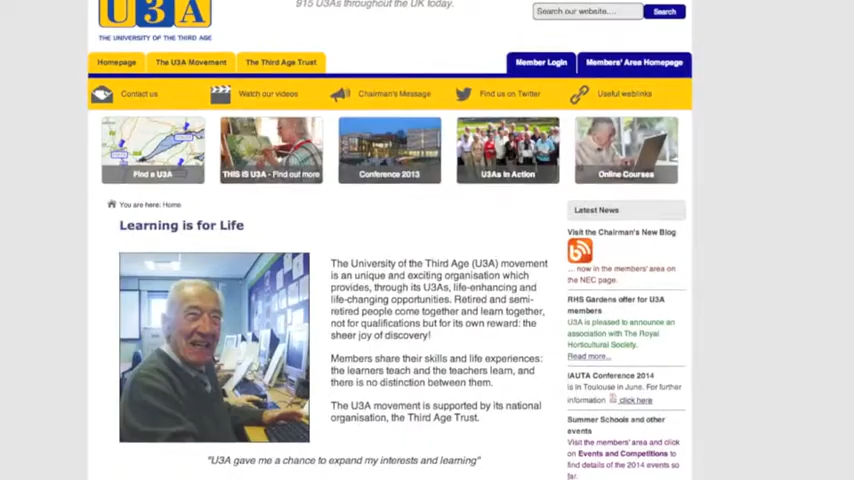 915 U3As throughout the UK today.
Search our website....
Search
U3A
THE UNIVERSITY OF THE THIRD AGE
Homepage
The U3A Movement
The Third Age Trust
Member Login
Members' Area Homepage
Contact us
Watch our videos
Chairman's Message
Find us on Twitter
Useful weblinks
Find a U3A
THIS IS U3A - Find out more
Conference 2013
U3As in Action
Online Courses
You are here: Home
Learning is for Life
The University of the Third Age (U3A) movement
is an unique and exciting organisation which
provides, through its U3As, life-enhancing and
life-changing opportunities. Retired and semi-
retired people come together and learn together,
not for qualifications but for its own reward: the
sheer joy of discovery!
Members share their skills and life experiences:
the learners teach and the teachers learn, and
there is no distinction between them.
The U3A movement is supported by its national
organisation, the Third Age Trust.
"U3A gave me a chance to expand my interests and learning"
Latest News
Visit the Chairman's New Blog
... now in the members' area on
the NEC page.
RHS Gardens offer for U3A
members
U3A is pleased to announce an
association with The Royal
Horticultural Society.
Read more...
IAUTA Conference 2014
is in Toulouse in June. For further
information click here
Summer Schools and other
events
Visit the members' area and click
on Events and Competitions to
find details of the 2014 events so
far.